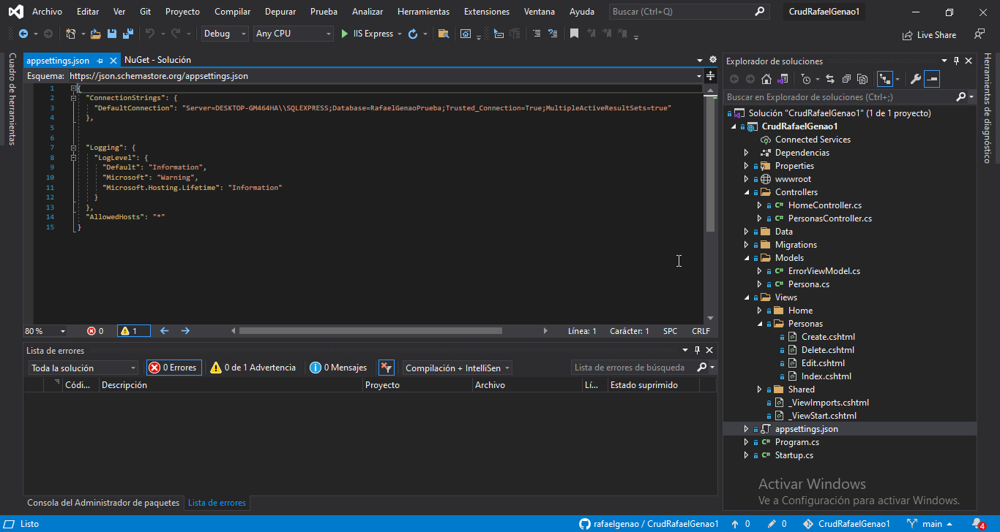 Archivo Editar Ver Git Proyecto Compilar Depurar Prueba Analizar Herramientas Extensiones Ventana Ayuda Buscar (Ctrl+Q) CrudRafaelGenao1
Debug Any CPU IIS Express Live Share
Cuadro de herramientas
appsettings.json NuGet - Solución
Esquema: https://json.schemastore.org/appsettings.json
1 {
2 "ConnectionStrings": {
3 "DefaultConnection": "Server=DESKTOP-GM464HA\\SQLEXPRESS;Database=RafaelGenaoPrueba;Trusted_Connection=True;MultipleActiveResultSets=true"
4 },
5
6
7 "Logging": {
8 "LogLevel": {
9 "Default": "Information",
10 "Microsoft": "Warning",
11 "Microsoft.Hosting.Lifetime": "Information"
12 }
13 },
14 "AllowedHosts": "*"
15 }
80 % 0 1 Línea: 1 Carácter: 1 SPC CRLF
Lista de errores
Toda la solución 0 Errores 0 de 1 Advertencia 0 Mensajes Compilación + IntelliSen Lista de errores de búsqueda
Códi... Descripción Proyecto Archivo Lí... Estado suprimido
Consola del Administrador de paquetes Lista de errores
Explorador de soluciones
Buscar en Explorador de soluciones (Ctrl+;)
Solución "CrudRafaelGenao1" (1 de 1 proyecto)
CrudRafaelGenao1
Connected Services
Dependencias
Properties
wwwroot
Controllers
C# HomeController.cs
C# PersonasController.cs
Data
Migrations
Models
C# ErrorViewModel.cs
C# Persona.cs
Views
Home
Personas
Create.cshtml
Delete.cshtml
Edit.cshtml
Index.cshtml
Shared
_ViewImports.cshtml
_ViewStart.cshtml
appsettings.json
C# Program.cs
C# Startup.cs
Herramientas de diagnóstico
Activar Windows
Ve a Configuración para activar Windows.
Listo rafaelgenao / CrudRafaelGenao1 0 0 CrudRafaelGenao1 main 4